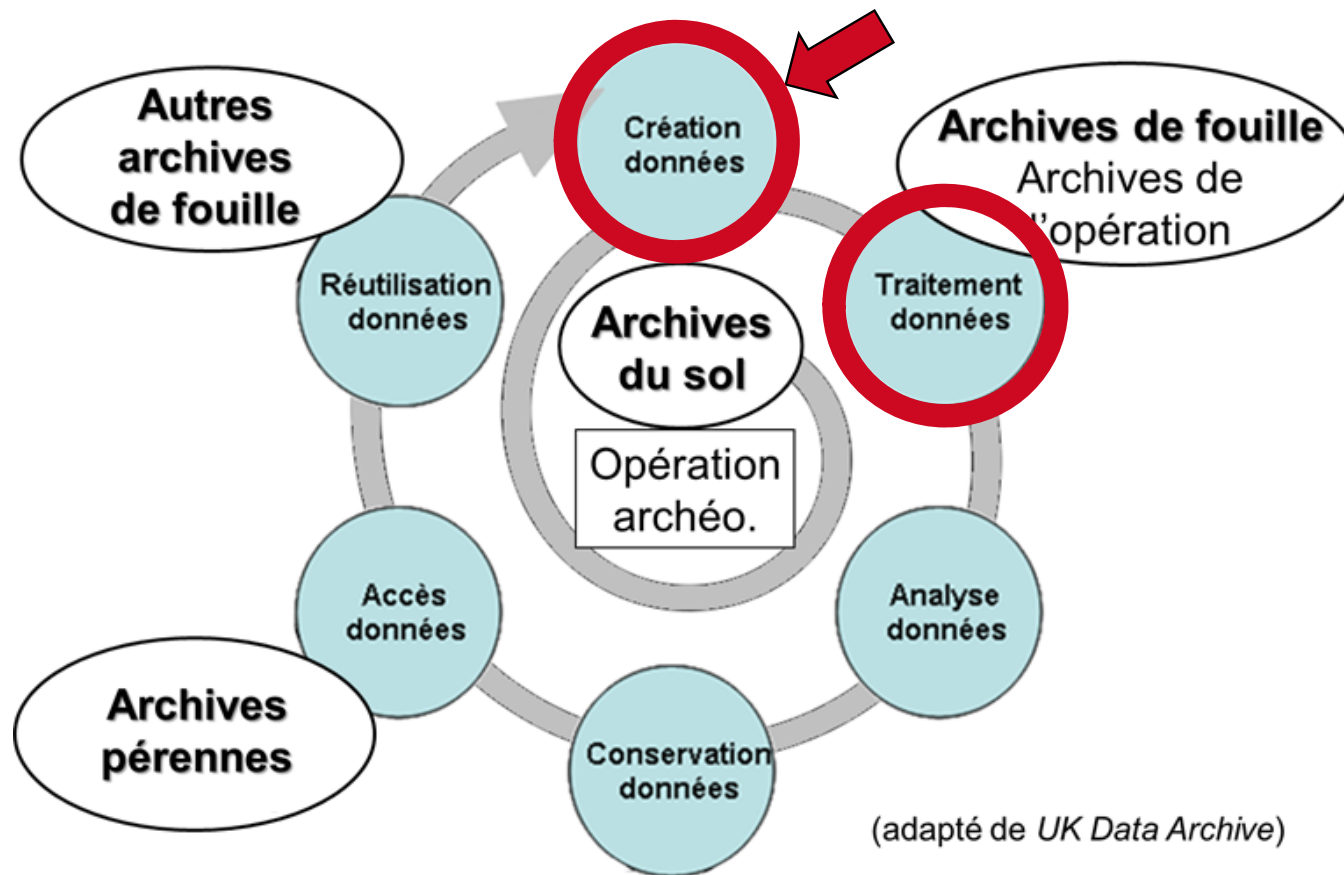 Création
données
Autres
archives
de fouille
Archives de fouille
Archives de
l'opération
Réutilisation
données
Traitement
données
Archives
du sol
Opération
archéo.
Accès
données
Analyse
données
Archives
pérennes
Conservation
données
(adapté de UK Data Archive)